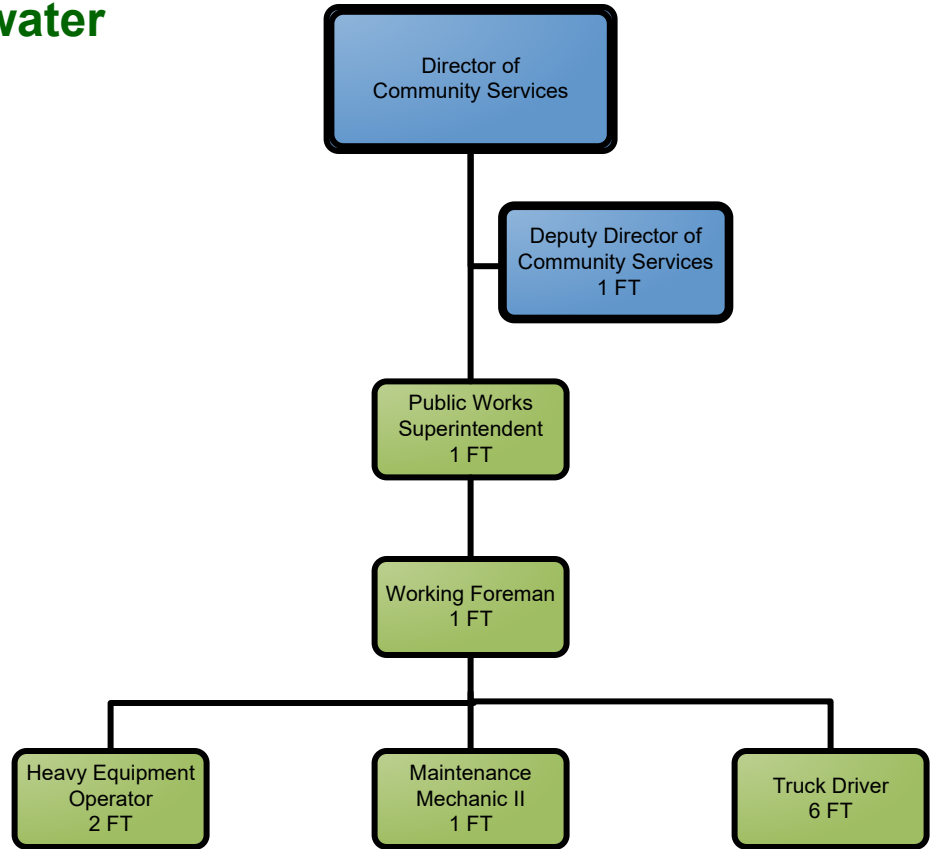 Director of
Community Services
Deputy Director of
Community Services
1 FT
Public Works
Superintendent
1 FT
Working Foreman
1 FT
Heavy Equipment
Operator
2 FT
Maintenance
Mechanic II
1 FT
Truck Driver
6 FT